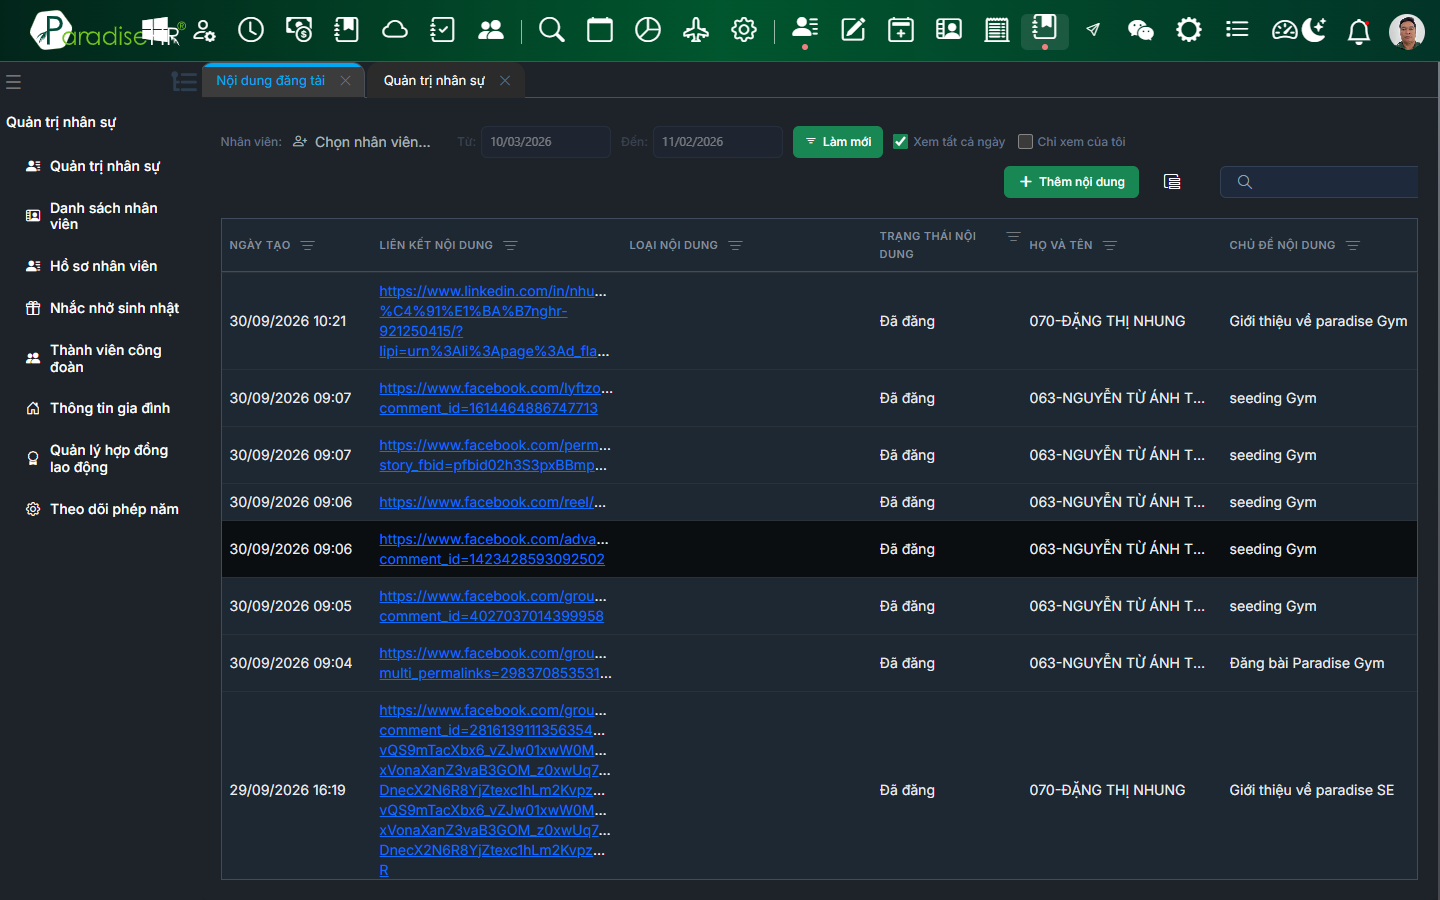 ParadiseHR®
Nội dung đăng tải
Quản trị nhân sự
Quản trị nhân sự
Quản trị nhân sự
Danh sách nhân
viên
Hồ sơ nhân viên
Nhắc nhở sinh nhật
Thành viên công
đoàn
Thông tin gia đình
Quản lý hợp đồng
lao động
Theo dõi phép năm
Nhân viên: Chọn nhân viên... Từ: 10/03/2026 Đến: 11/02/2026 Làm mới Xem tất cả ngày Chỉ xem của tôi
Thêm nội dung
NGÀY TẠO LIÊN KẾT NỘI DUNG LOẠI NỘI DUNG TRẠNG THÁI NỘI DUNG HỌ VÀ TÊN CHỦ ĐỀ NỘI DUNG
30/09/2026 10:21
https://www.linkedin.com/in/nhu...
%C4%91%E1%BA%B7nghr-
921250415/?
lipi=urn%3Ali%3Apage%3Ad_fla...
Đã đăng 070-ĐẶNG THỊ NHUNG Giới thiệu về paradise Gym
30/09/2026 09:07
https://www.facebook.com/lyftzo...
comment_id=1614464886747713
Đã đăng 063-NGUYỄN TỪ ÁNH T... seeding Gym
30/09/2026 09:07
https://www.facebook.com/perm...
story_fbid=pfbid02h3S3pxBBmp...
Đã đăng 063-NGUYỄN TỪ ÁNH T... seeding Gym
30/09/2026 09:06 https://www.facebook.com/reel/... Đã đăng 063-NGUYỄN TỪ ÁNH T... seeding Gym
30/09/2026 09:06
https://www.facebook.com/adva...
comment_id=1423428593092502
Đã đăng 063-NGUYỄN TỪ ÁNH T... seeding Gym
30/09/2026 09:05
https://www.facebook.com/grou...
comment_id=4027037014399958
Đã đăng 063-NGUYỄN TỪ ÁNH T... seeding Gym
30/09/2026 09:04
https://www.facebook.com/grou...
multi_permalinks=298370853531...
Đã đăng 063-NGUYỄN TỪ ÁNH T... Đăng bài Paradise Gym
29/09/2026 16:19
https://www.facebook.com/grou...
comment_id=2816139111356354...
vQS9mTacXbx6_vZJw01xwW0M...
xVonaXanZ3vaB3GOM_z0xwUq7...
DnecX2N6R8YjZtexc1hLm2Kvpz...
vQS9mTacXbx6_vZJw01xwW0M...
xVonaXanZ3vaB3GOM_z0xwUq7...
DnecX2N6R8YjZtexc1hLm2Kvpz...
R
Đã đăng 070-ĐẶNG THỊ NHUNG Giới thiệu về paradise SE